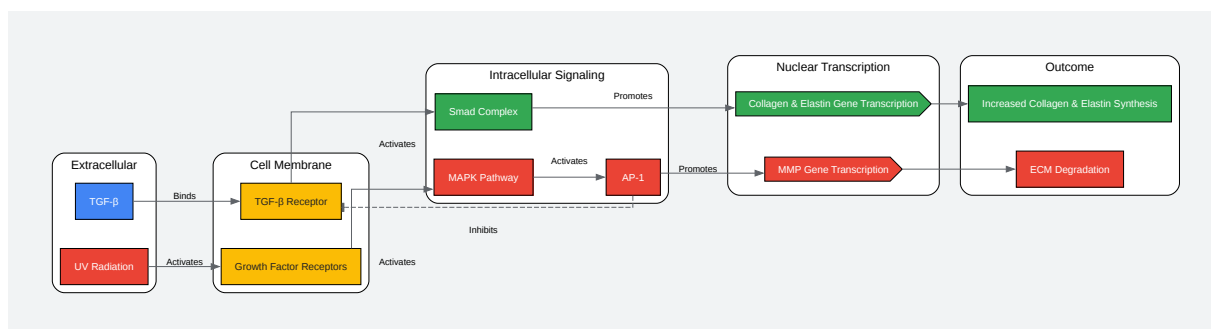 Extracellular
TGF-β
UV Radiation
Binds
Activates
Cell Membrane
TGF-β Receptor
Growth Factor Receptors
Activates
Activates
Inhibits
Intracellular Signaling
Smad Complex
MAPK Pathway
Activates
AP-1
Promotes
Promotes
Nuclear Transcription
Collagen & Elastin Gene Transcription
MMP Gene Transcription
Outcome
Increased Collagen & Elastin Synthesis
ECM Degradation